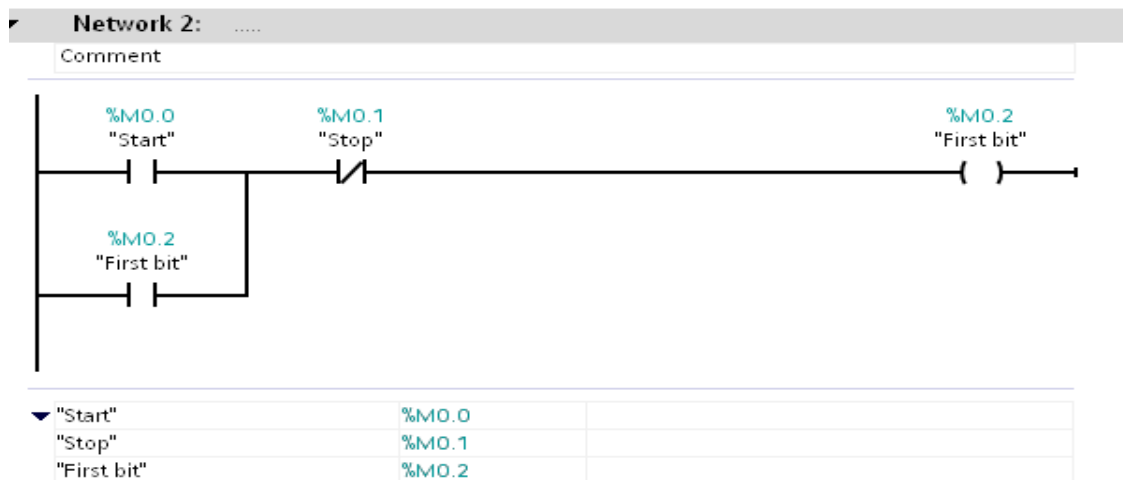 Network 2: .....
Comment
%M0.0 %M0.1 %M0.2
"Start" "Stop" "First bit"
%M0.2
"First bit"
"Start" %M0.0
"Stop" %M0.1
"First bit" %M0.2